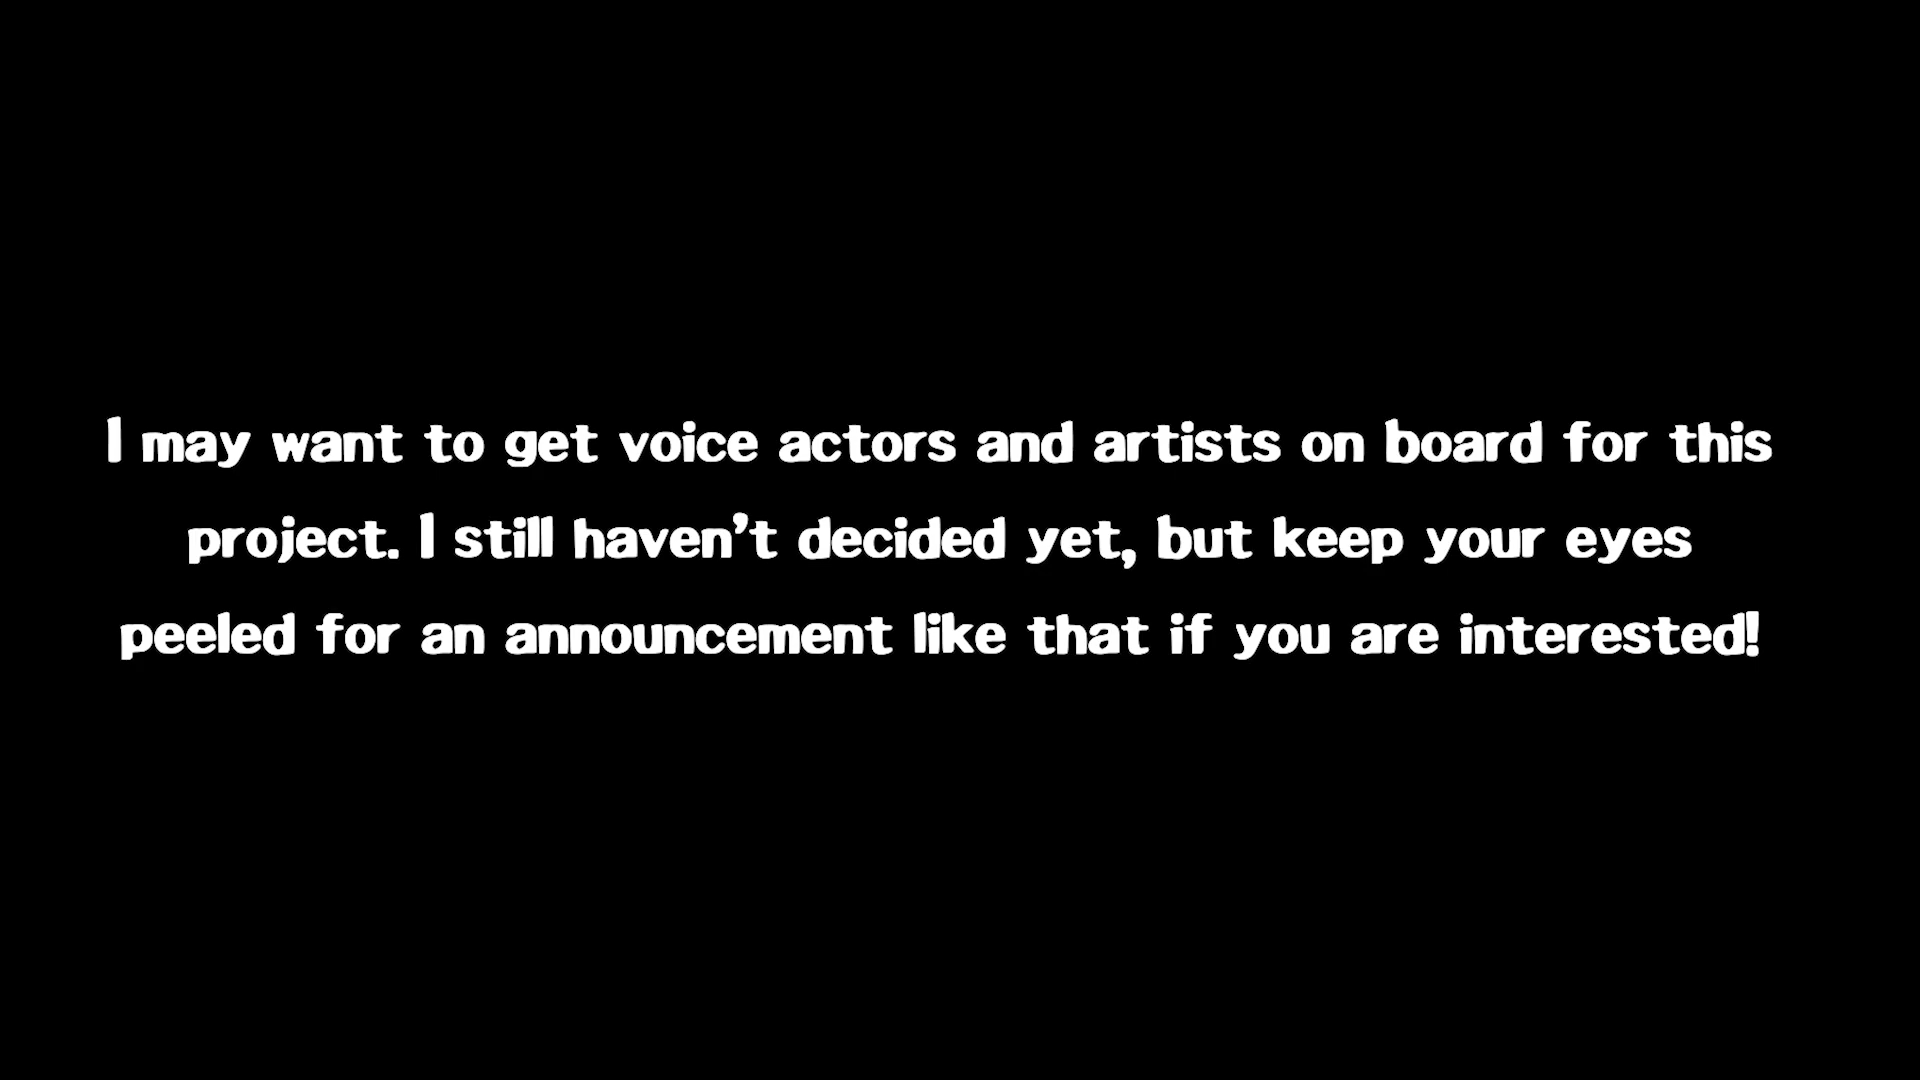 I may want to get voice actors and artists on board for this
project. I still haven't decided yet, but keep your eyes
peeled for an announcement like that if you are interested!